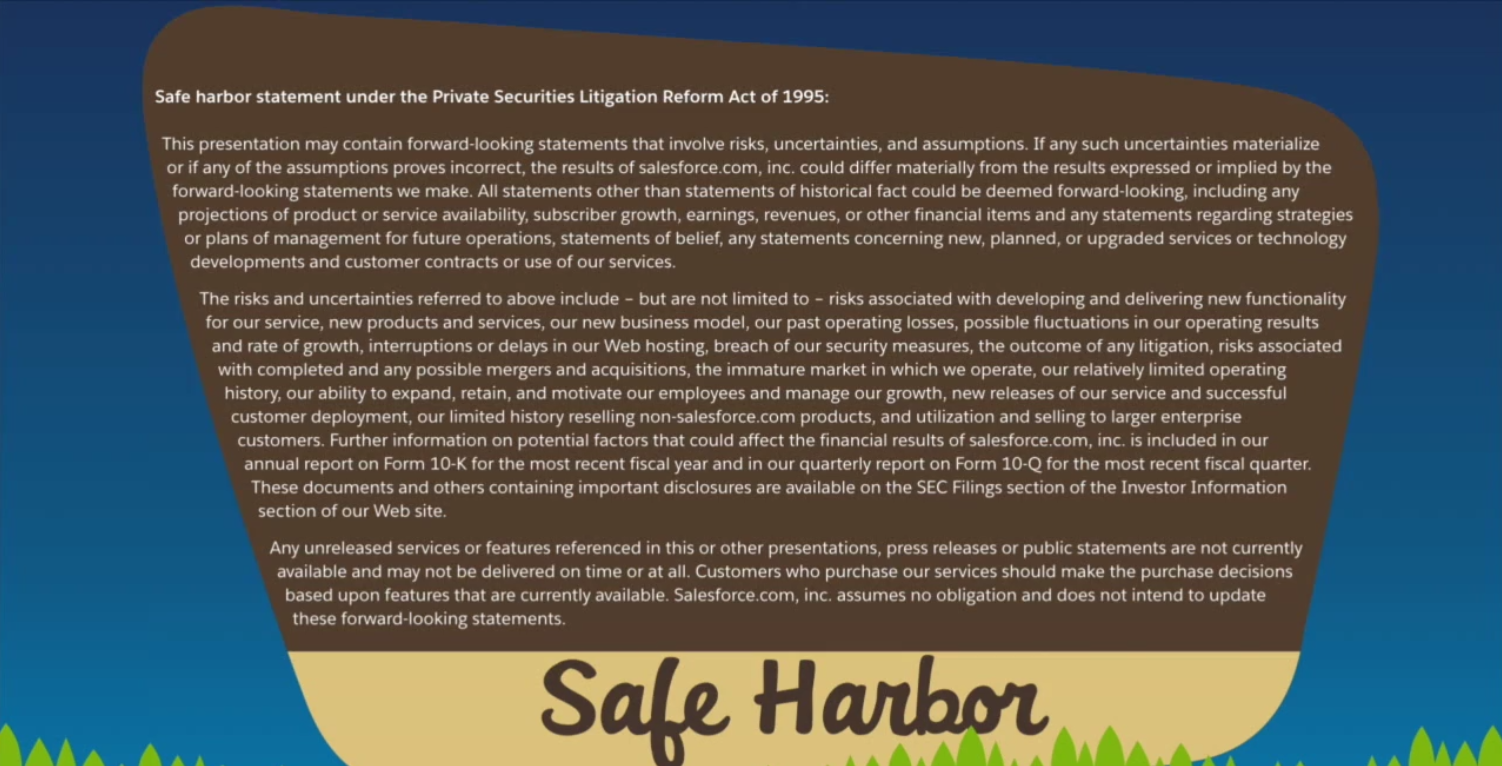 Safe harbor statement under the Private Securities Litigation Reform Act of 1995:
This presentation may contain forward-looking statements that involve risks, uncertainties, and assumptions. If any such uncertainties materialize
or if any of the assumptions proves incorrect, the results of salesforce.com, inc. could differ materially from the results expressed or implied by the
forward-looking statements we make. All statements other than statements of historical fact could be deemed forward-looking, including any
projections of product or service availability, subscriber growth, earnings, revenues, or other financial items and any statements regarding strategies
or plans of management for future operations, statements of belief, any statements concerning new, planned, or upgraded services or technology
developments and customer contracts or use of our services.
The risks and uncertainties referred to above include – but are not limited to – risks associated with developing and delivering new functionality
for our service, new products and services, our new business model, our past operating losses, possible fluctuations in our operating results
and rate of growth, interruptions or delays in our Web hosting, breach of our security measures, the outcome of any litigation, risks associated
with completed and any possible mergers and acquisitions, the immature market in which we operate, our relatively limited operating
history, our ability to expand, retain, and motivate our employees and manage our growth, new releases of our service and successful
customer deployment, our limited history reselling non-salesforce.com products, and utilization and selling to larger enterprise
customers. Further information on potential factors that could affect the financial results of salesforce.com, inc. is included in our
annual report on Form 10-K for the most recent fiscal year and in our quarterly report on Form 10-Q for the most recent fiscal quarter.
These documents and others containing important disclosures are available on the SEC Filings section of the Investor Information
section of our Web site.
Any unreleased services or features referenced in this or other presentations, press releases or public statements are not currently
available and may not be delivered on time or at all. Customers who purchase our services should make the purchase decisions
based upon features that are currently available. Salesforce.com, inc. assumes no obligation and does not intend to update
these forward-looking statements.
Safe Harbor